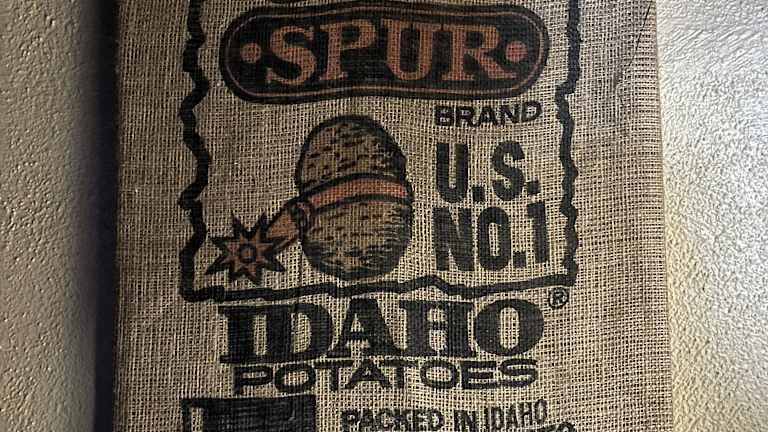 •SPUR•
BRAND
U.S.
NO.1
IDAHO®
POTATOES
PACKED IN IDAHO